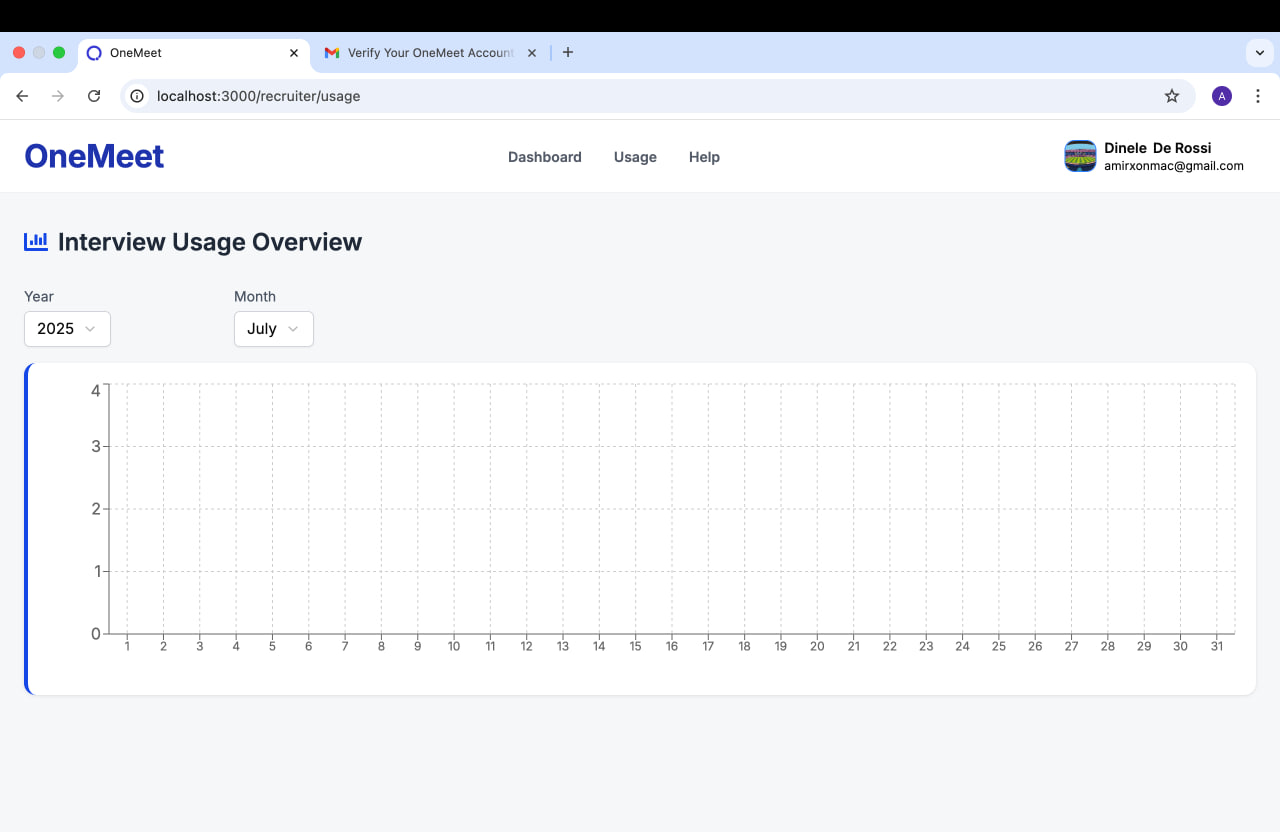 OneMeet
Verify Your OneMeet Account
localhost:3000/recruiter/usage
A
OneMeet
Dashboard Usage Help
Dinele De Rossi
amirxonmac@gmail.com
Interview Usage Overview
Year Month
2025 July
4
3
2
1
0
1 2 3 4 5 6 7 8 9 10 11 12 13 14 15 16 17 18 19 20 21 22 23 24 25 26 27 28 29 30 31